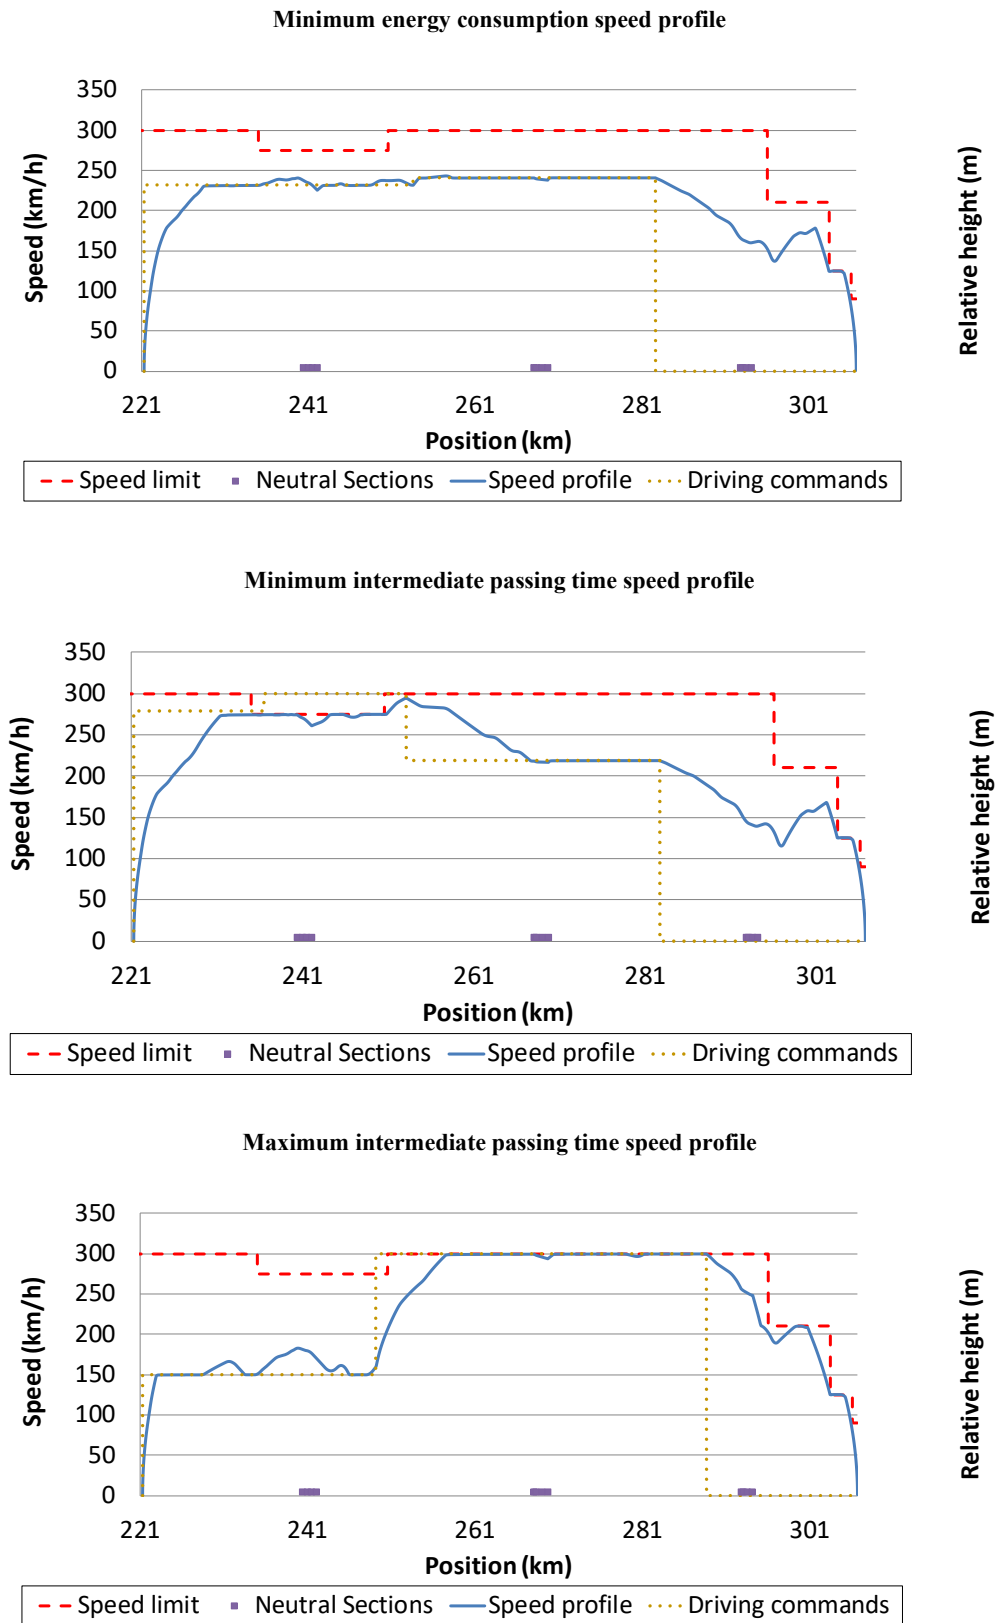 Minimum energy consumption speed profile
350
300
250
200
150
100
50
0
Speed (km/h)
Relative height (m)
221 241 261 281 301
Position (km)
Speed limit Neutral Sections Speed profile Driving commands
Minimum intermediate passing time speed profile
350
300
250
200
150
100
50
0
Speed (km/h)
Relative height (m)
221 241 261 281 301
Position (km)
Speed limit Neutral Sections Speed profile Driving commands
Maximum intermediate passing time speed profile
350
300
250
200
150
100
50
0
Speed (km/h)
Relative height (m)
221 241 261 281 301
Position (km)
Speed limit Neutral Sections Speed profile Driving commands